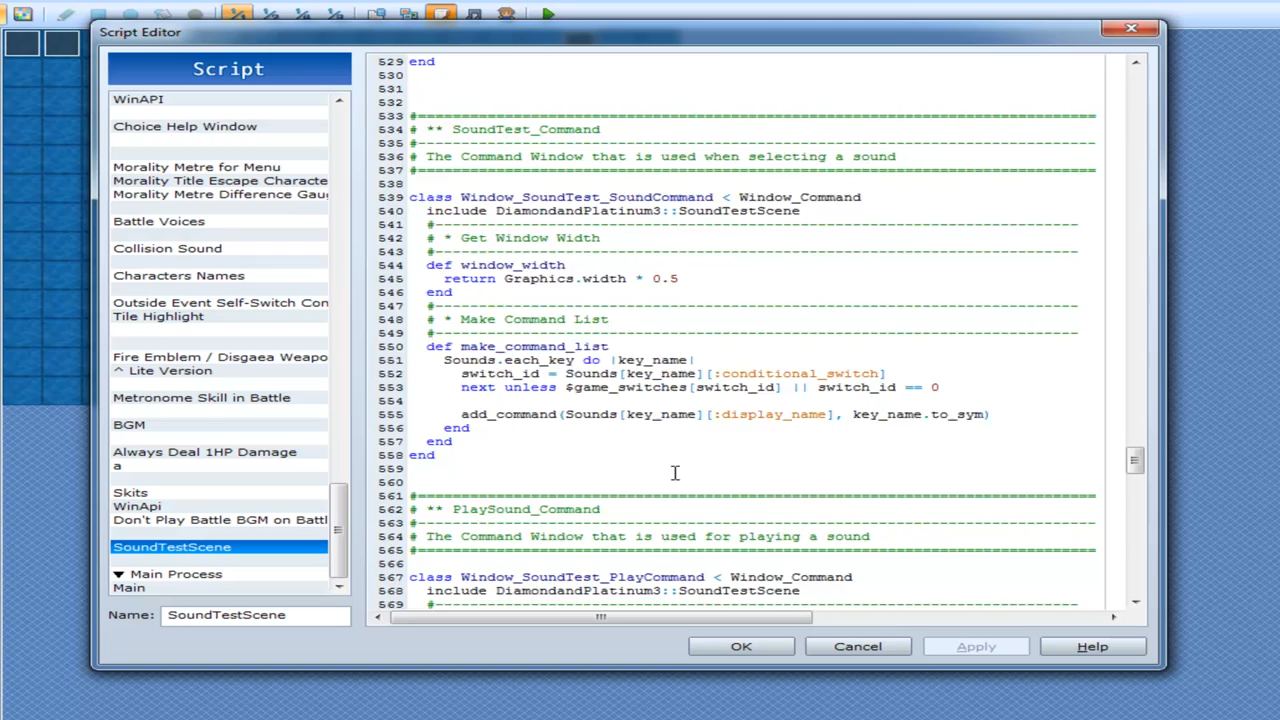 Script Editor
Script
WinAPI
Choice Help Window
Morality Metre for Menu
Morality Title Escape Characte
Morality Metre Difference Gau
Battle Voices
Collision Sound
Characters Names
Outside Event Self-Switch Con
Tile Highlight
Fire Emblem / Disgaea Weapo
^ Lite Version
Metronome Skill in Battle
BGM
Always Deal 1HP Damage
a
Skits
WinApi
Don't Play Battle BGM on Battl
SoundTestScene
▼ Main Process
Main
Name: SoundTestScene
529 end
530
531
532
533 #==============================================================================
534 # ** SoundTest_Command
535 #------------------------------------------------------------------------------
536 # The Command Window that is used when selecting a sound
537 #==============================================================================
538
539 class Window_SoundTest_SoundCommand < Window_Command
540   include DiamondandPlatinum3::SoundTestScene
541   #--------------------------------------------------------------------------
542   # * Get Window Width
543   #--------------------------------------------------------------------------
544   def window_width
545     return Graphics.width * 0.5
546   end
547   #--------------------------------------------------------------------------
548   # * Make Command List
549   #--------------------------------------------------------------------------
550   def make_command_list
551     Sounds.each_key do |key_name|
552       switch_id = Sounds[key_name][:conditional_switch]
553       next unless $game_switches[switch_id] || switch_id == 0
554
555       add_command(Sounds[key_name][:display_name], key_name.to_sym)
556     end
557   end
558 end
559
560
561 #==============================================================================
562 # ** PlaySound_Command
563 #------------------------------------------------------------------------------
564 # The Command Window that is used for playing a sound
565 #==============================================================================
566
567 class Window_SoundTest_PlayCommand < Window_Command
568   include DiamondandPlatinum3::SoundTestScene
569   #--------------------------------------------------------------------------
OK
Cancel
Apply
Help